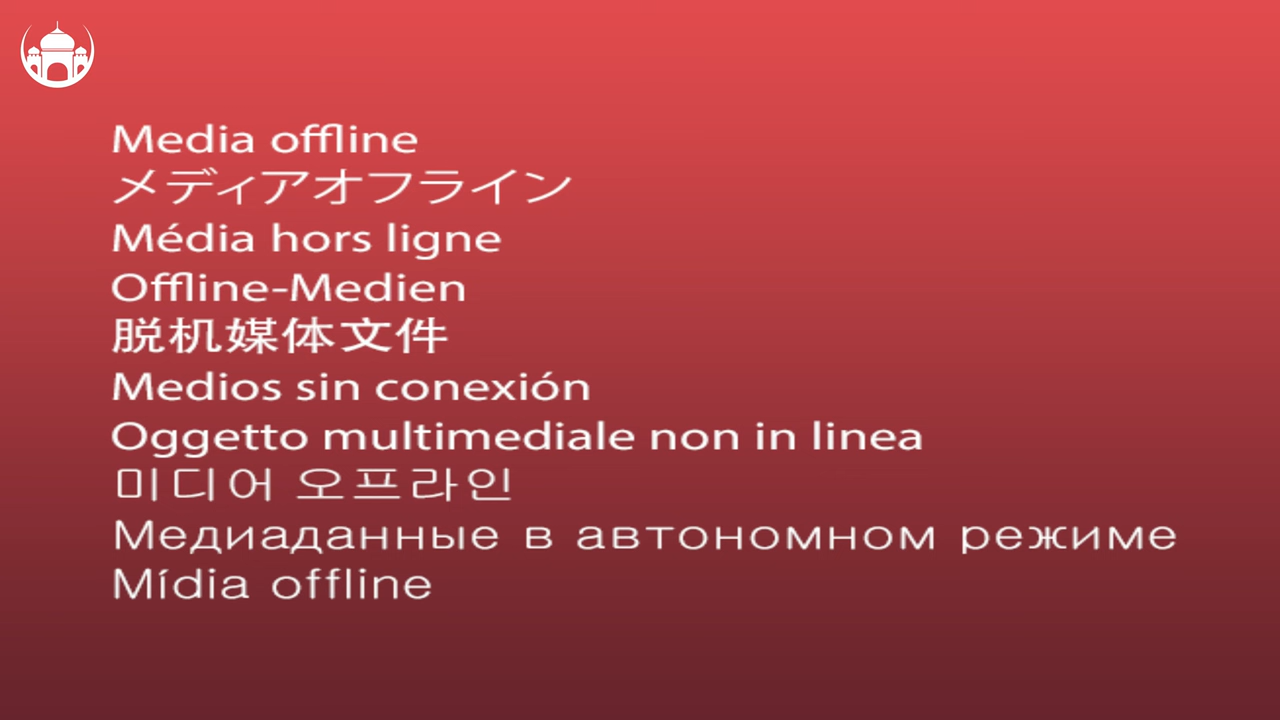 Media offline
メディアオフライン
Média hors ligne
Offline-Medien
脱机媒体文件
Medios sin conexión
Oggetto multimediale non in linea
미디어 오프라인
Медиаданные в автономном режиме
Mídia offline